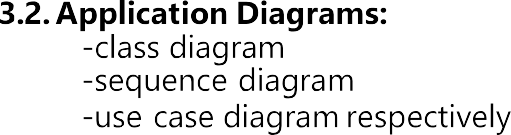 3.2. Application Diagrams:
-class diagram
-sequence diagram
-use case diagram respectively